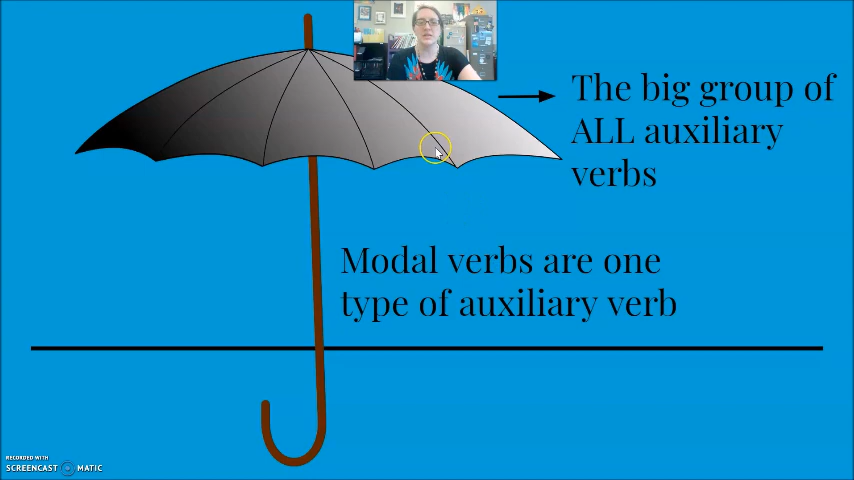 The big group of
ALL auxiliary
verbs
Modal verbs are one
type of auxiliary verb
RECORDED WITH
SCREENCAST MATIC